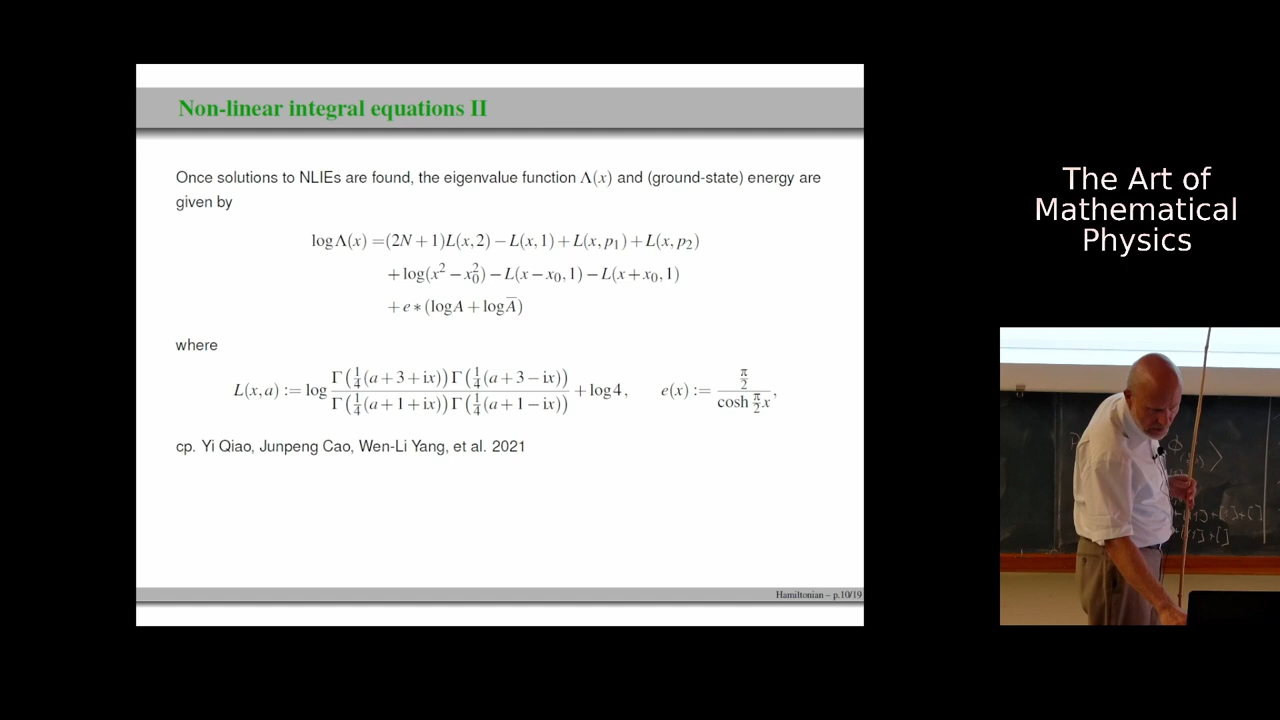 Non-linear integral equations II
Once solutions to NLIEs are found, the eigenvalue function Λ(x) and (ground-state) energy are
given by
log Λ(x) =(2N + 1)L(x,2) − L(x,1) + L(x, p₁) + L(x, p₂)
+ log(x² − x₀²) − L(x − x₀, 1) − L(x + x₀, 1)
+ e ∗ (log A + log A̅)
where
L(x,a) := log Γ(¼(a+3+ix))Γ(¼(a+3−ix)) / Γ(¼(a+1+ix))Γ(¼(a+1−ix)) + log 4, e(x) := π/2 / cosh π/2 x,
cp. Yi Qiao, Junpeng Cao, Wen-Li Yang, et al. 2021
Hamiltonian – p.10/19
The Art of
Mathematical
Physics